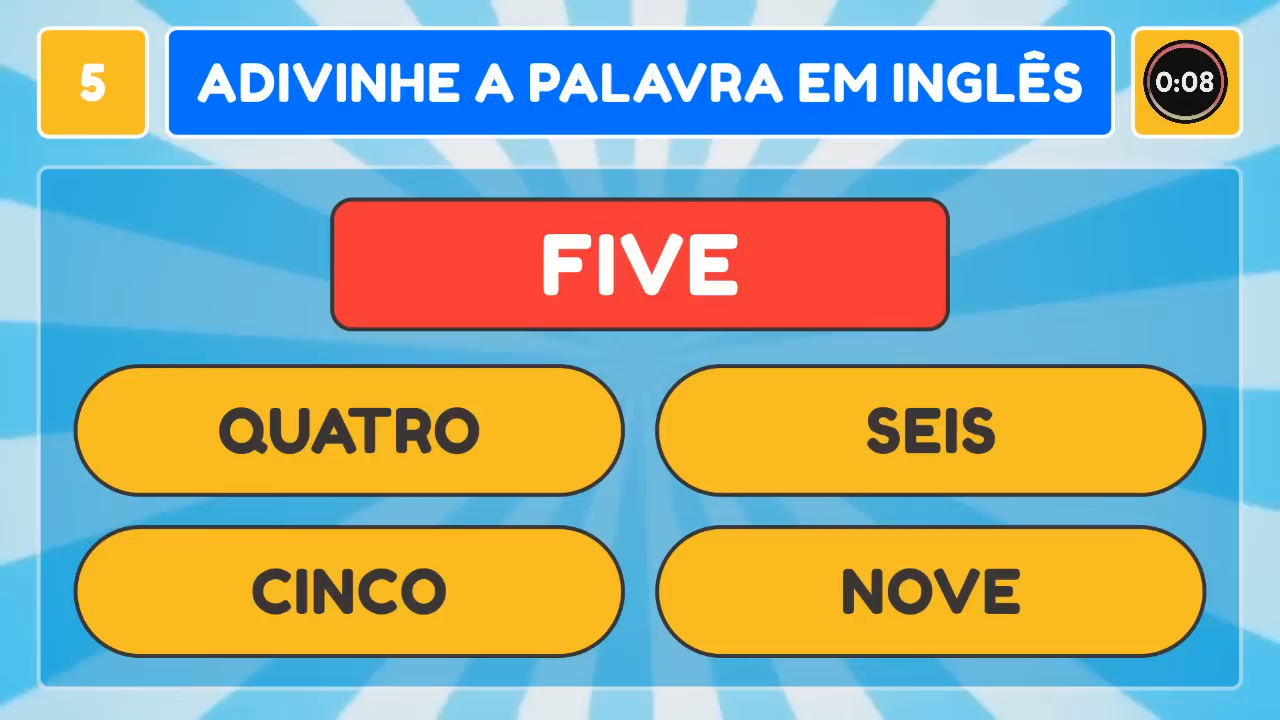 5
ADIVINHE A PALAVRA EM INGLÊS
0:08
FIVE
QUATRO
SEIS
CINCO
NOVE